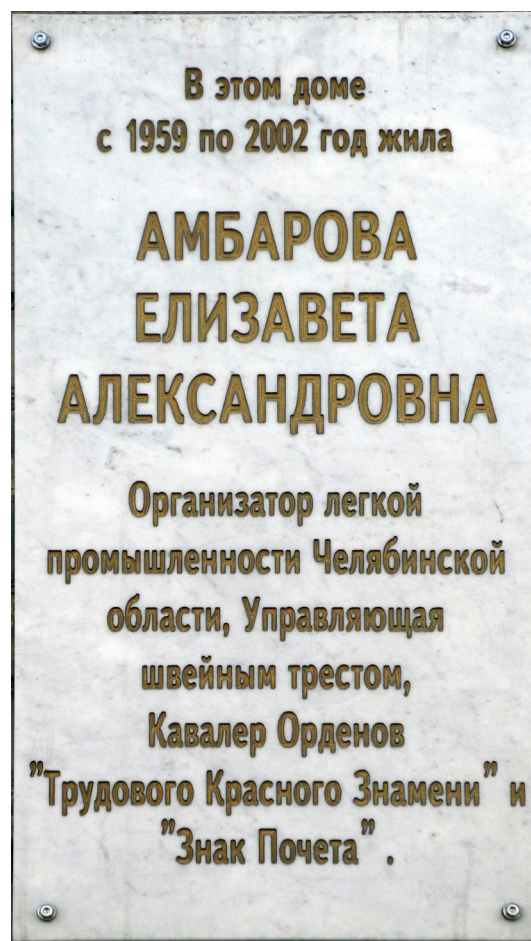 В этом доме
с 1959 по 2002 год жила
АМБАРОВА
ЕЛИЗАВЕТА
АЛЕКСАНДРОВНА
Организатор легкой
промышленности Челябинской
области, Управляющая
швейным трестом,
Кавалер Орденов
"Трудового Красного Знамени" и
"Знак Почета" .